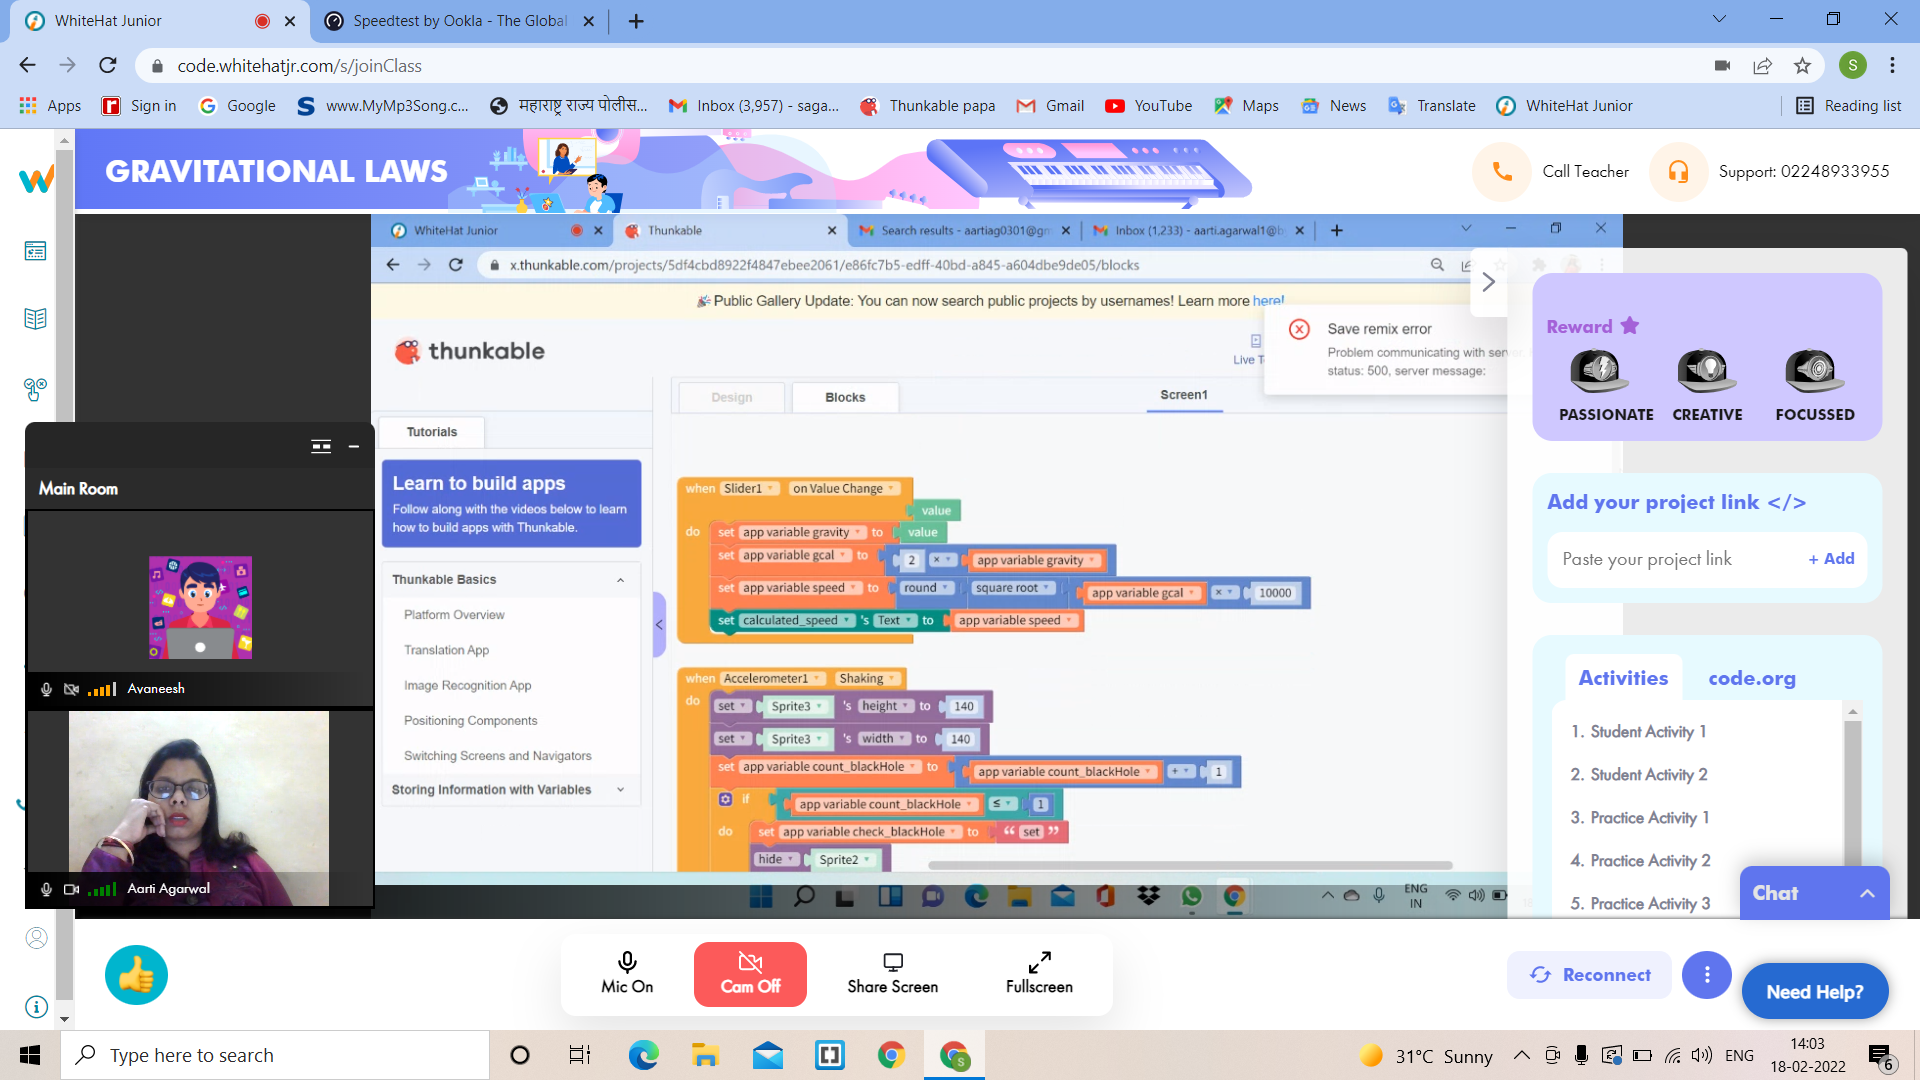 WhiteHat Junior
Speedtest by Ookla - The Global
code.whitehatjr.com/s/joinClass
S
Apps
Sign in
Google
www.MyMp3Song.c...
महाराष्ट्र राज्य पोलीस...
Inbox (3,957) - saga...
Thunkable papa
Gmail
YouTube
Maps
News
Translate
WhiteHat Junior
Reading list
GRAVITATIONAL LAWS
Call Teacher
Support: 02248933955
WhiteHat Junior
Thunkable
Search results - aartiag0301@gm
Inbox (1,233) - aarti.agarwal1@b
x.thunkable.com/projects/5df4cbd8922f4847ebee2061/e86fc7b5-edff-40bd-a845-a604dbe9de05/blocks
Public Gallery Update: You can now search public projects by usernames! Learn more here!
thunkable
Live T
Save remix error
Problem communicating with server
status: 500, server message:
Design
Blocks
Screen1
Tutorials
Learn to build apps
Follow along with the videos below to learn
how to build apps with Thunkable.
Thunkable Basics
Platform Overview
Translation App
Image Recognition App
Positioning Components
Switching Screens and Navigators
Storing Information with Variables
when Slider1 on Value Change
value
do set app variable gravity to value
set app variable gcal to 2 × app variable gravity
set app variable speed to round square root app variable gcal × 10000
set calculated_speed 's Text to app variable speed
when Accelerometer1 Shaking
do set Sprite3 's height to 140
set Sprite3 's width to 140
set app variable count_blackHole to app variable count_blackHole + 1
if app variable count_blackHole ≤ 1
do set app variable check_blackHole to “ set ”
hide Sprite2
Reward
PASSIONATE
CREATIVE
FOCUSSED
Add your project link </>
Paste your project link
+ Add
Activities
code.org
1. Student Activity 1
2. Student Activity 2
3. Practice Activity 1
4. Practice Activity 2
5. Practice Activity 3
Chat
Main Room
Avaneesh
Aarti Agarwal
ENG
IN
Mic On
Cam Off
Share Screen
Fullscreen
Reconnect
Need Help?
Type here to search
S
31°C Sunny
ENG
14:03
18-02-2022
6